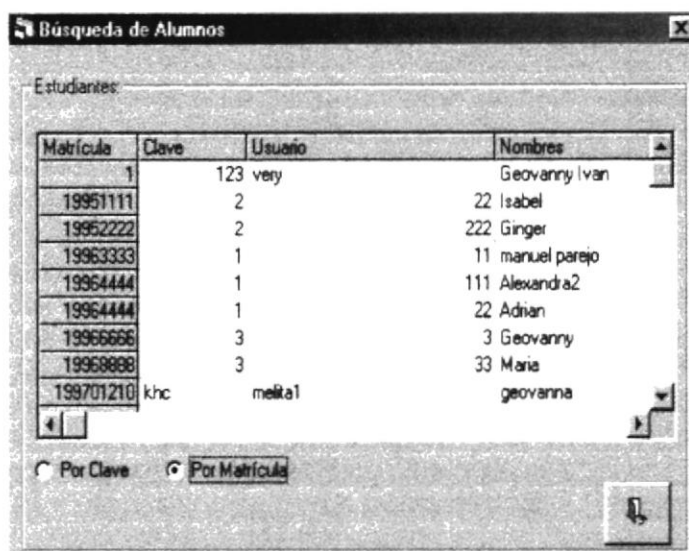 Búsqueda de Alumnos
Estudiantes:
Matrícula Clave Usuario Nombres
1 123 very Geovanny Ivan
19951111 2 22 Isabel
19952222 2 222 Ginger
19963333 1 11 manuel parejo
19964444 1 111 Alexandra2
19964444 1 22 Adrian
19966666 3 3 Geovanny
19968888 3 33 Maria
199701210 khc melita1 geovanna
Por Clave Por Matrícula